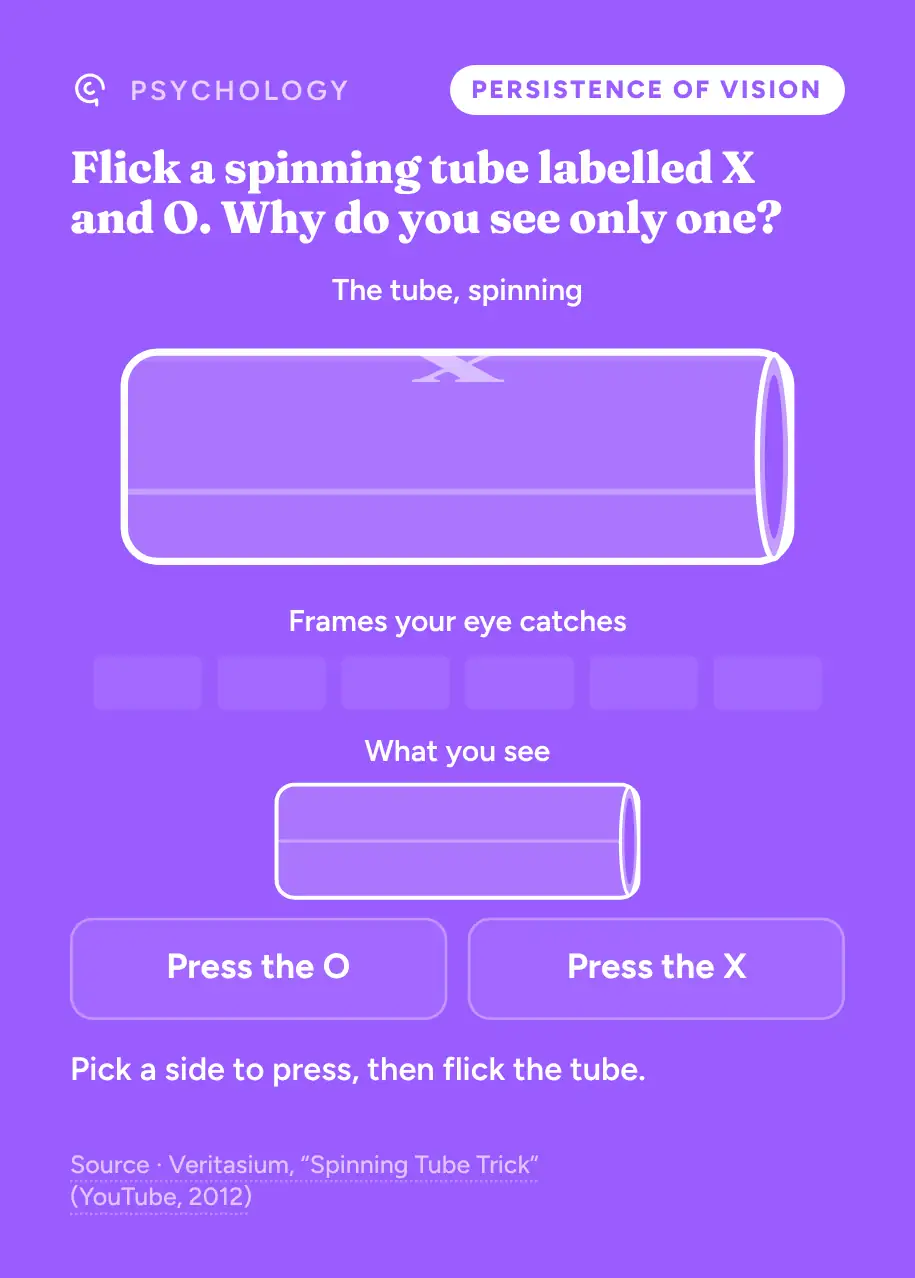 PSYCHOLOGY
PERSISTENCE OF VISION
Flick a spinning tube labelled X
and O. Why do you see only one?
The tube, spinning
X
Frames your eye catches
What you see
Press the O
Press the X
Pick a side to press, then flick the tube.
Source · Veritasium, “Spinning Tube Trick”
(YouTube, 2012)